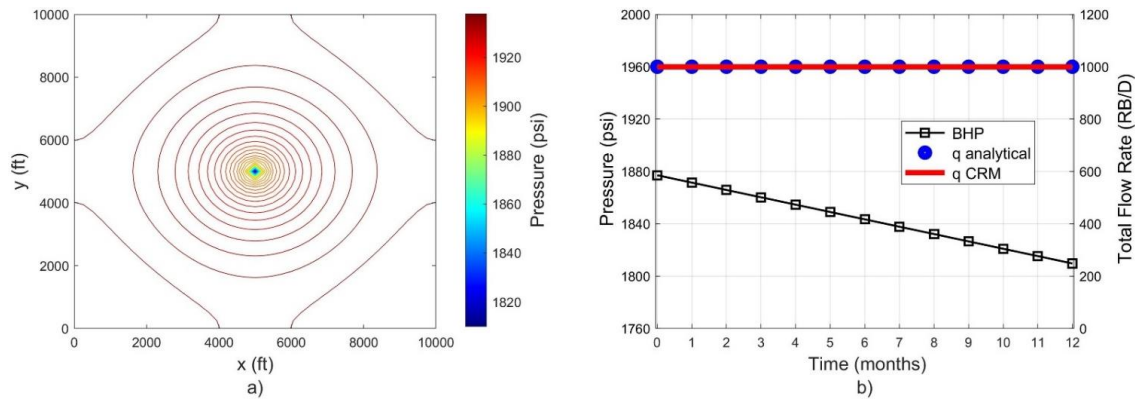 10000
8000
6000
4000
2000
0
y (ft)
0 2000 4000 6000 8000 10000
x (ft)
a)
1920
1900
1880
1860
1840
1820
Pressure (psi)
2000
1960
1920
1880
1840
1800
1760
Pressure (psi)
BHP
q analytical
q CRM
1200
1000
800
600
400
200
0
Total Flow Rate (RB/D)
0 1 2 3 4 5 6 7 8 9 10 11 12
Time (months)
b)